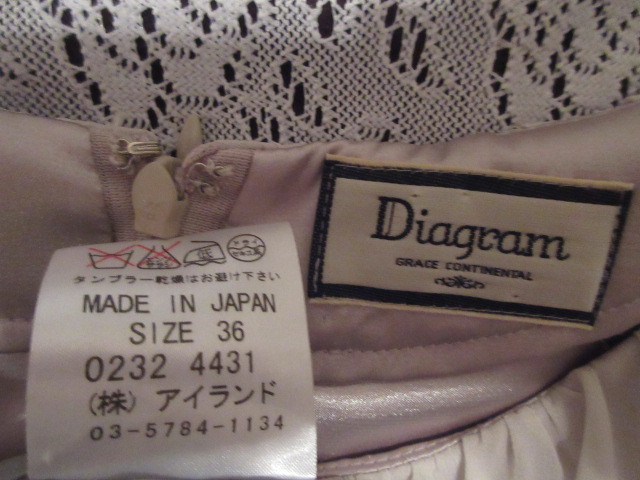 Diagram
GRACE CONTINENTAL
タンブラー乾燥はお避け下さい
MADE IN JAPAN
SIZE 36
0232 4431
(株) アイランド
03-5784-1134